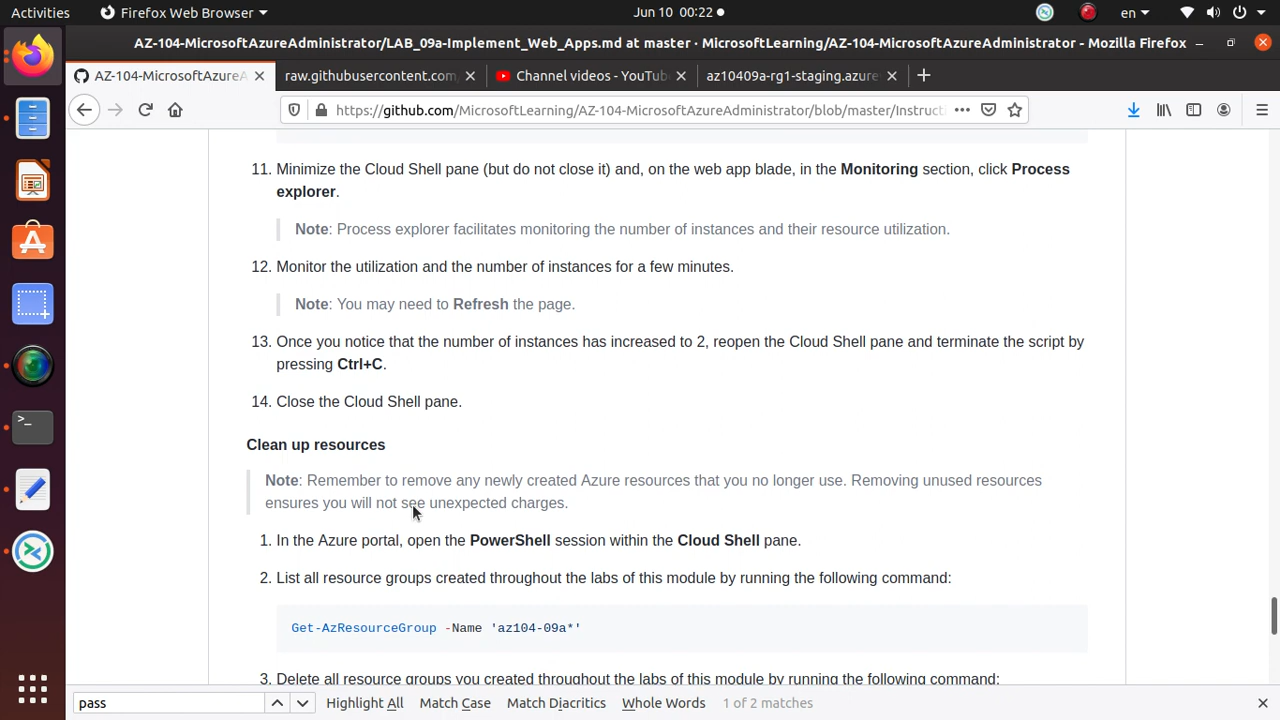 Activities Firefox Web Browser Jun 10 00:22 en
AZ-104-MicrosoftAzureAdministrator/LAB_09a-Implement_Web_Apps.md at master · MicrosoftLearning/AZ-104-MicrosoftAzureAdministrator - Mozilla Firefox
AZ-104-MicrosoftAzureA raw.githubusercontent.com Channel videos - YouTub az10409a-rg1-staging.azure
https://github.com/MicrosoftLearning/AZ-104-MicrosoftAzureAdministrator/blob/master/Instructi
11. Minimize the Cloud Shell pane (but do not close it) and, on the web app blade, in the Monitoring section, click Process
explorer.
Note: Process explorer facilitates monitoring the number of instances and their resource utilization.
12. Monitor the utilization and the number of instances for a few minutes.
Note: You may need to Refresh the page.
13. Once you notice that the number of instances has increased to 2, reopen the Cloud Shell pane and terminate the script by
pressing Ctrl+C.
14. Close the Cloud Shell pane.
Clean up resources
Note: Remember to remove any newly created Azure resources that you no longer use. Removing unused resources
ensures you will not see unexpected charges.
1. In the Azure portal, open the PowerShell session within the Cloud Shell pane.
2. List all resource groups created throughout the labs of this module by running the following command:
Get-AzResourceGroup -Name 'az104-09a*'
3. Delete all resource groups you created throughout the labs of this module by running the following command:
pass Highlight All Match Case Match Diacritics Whole Words 1 of 2 matches